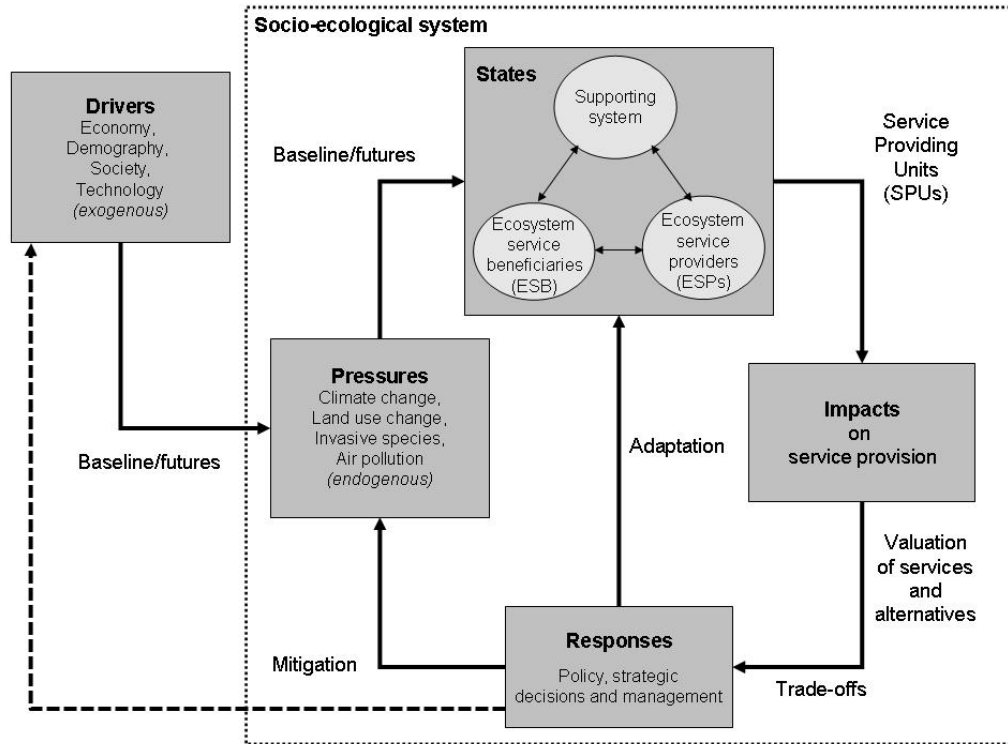 Socio-ecological system
Drivers
Economy,
Demography,
Society,
Technology
(exogenous)
States
Supporting
system
Ecosystem
service
beneficiaries
(ESB)
Ecosystem
service
providers
(ESPs)
Baseline/futures
Service
Providing
Units
(SPUs)
Pressures
Climate change,
Land use change,
Invasive species,
Air pollution
(endogenous)
Baseline/futures
Adaptation
Impacts
on
service provision
Valuation
of services
and
alternatives
Mitigation
Responses
Policy, strategic
decisions and management
Trade-offs